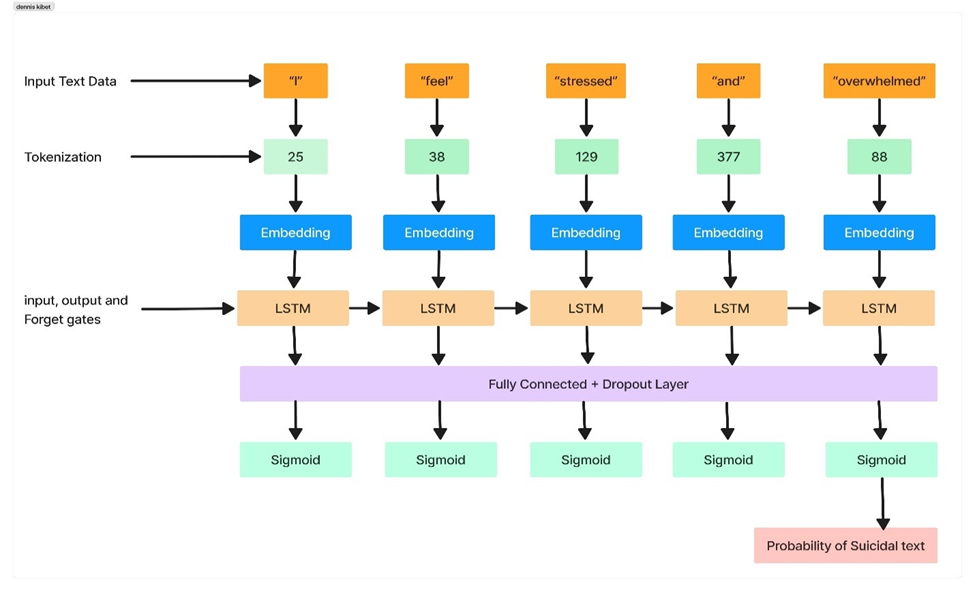 dennis kibet
Input Text Data
“I”
“feel”
“stressed”
“and”
“overwhelmed”
Tokenization
25
38
129
377
88
Embedding
Embedding
Embedding
Embedding
Embedding
input, output and
Forget gates
LSTM
LSTM
LSTM
LSTM
LSTM
Fully Connected + Dropout Layer
Sigmoid
Sigmoid
Sigmoid
Sigmoid
Sigmoid
Probability of Suicidal text